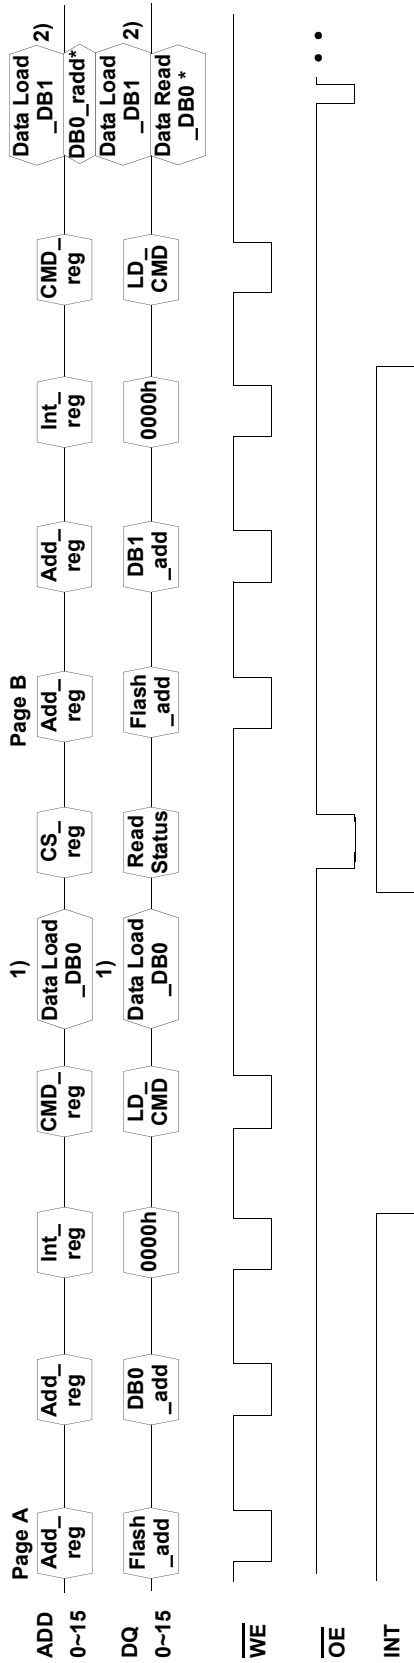 Page A
Page B
ADD
0~15
Add_
reg
Add_
reg
Int_
reg
CMD_
reg
1)
Data Load
_DB0
CS_
reg
Add_
reg
Add_
reg
Int_
reg
CMD_
reg
2)
Data Load
_DB1
DB0_radd*
DQ
0~15
Flash
_add
DB0
_add
0000h
LD_
CMD
1)
Data Load
_DB0
Read
Status
Flash
_add
DB1
_add
0000h
LD_
CMD
2)
Data Load
_DB1
Data Read
_DB0 *
WE
OE
INT